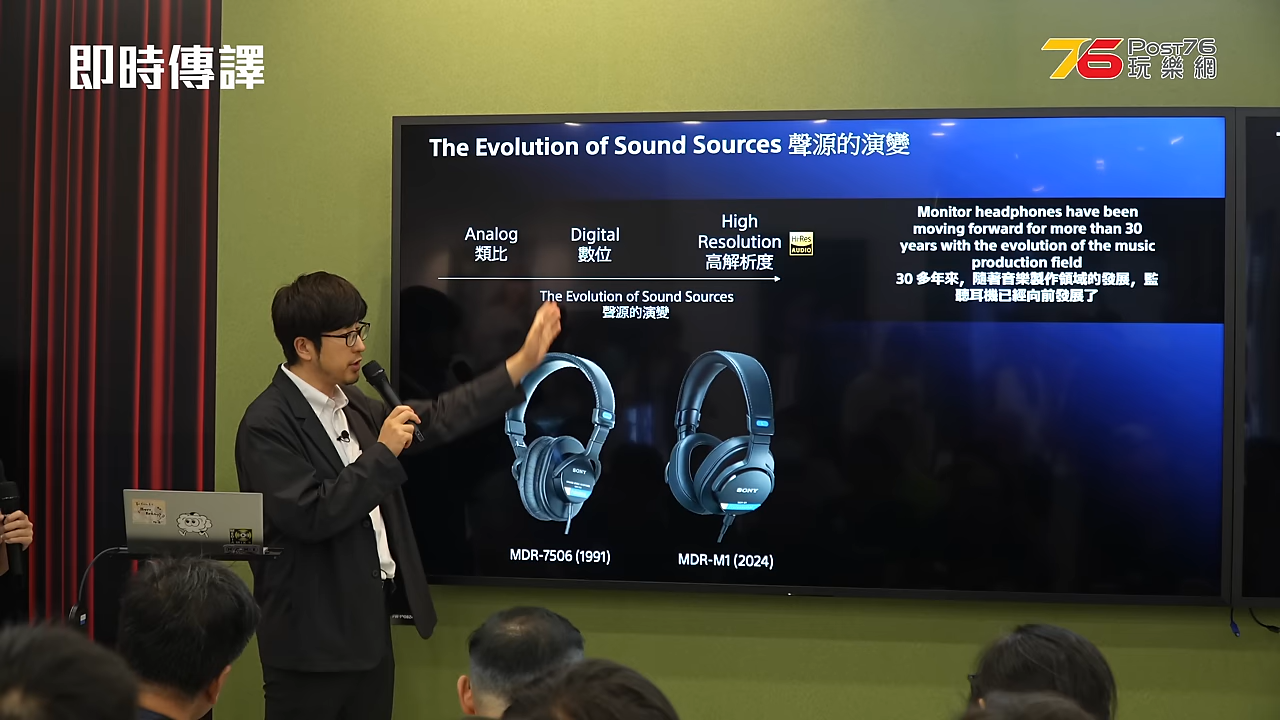 即時傳譯
76 Post76
玩樂網
The Evolution of Sound Sources 聲源的演變
Analog
類比
Digital
數位
High
Resolution
高解析度
Hi-Res
AUDIO
The Evolution of Sound Sources
聲源的演變
Monitor headphones have been
moving forward for more than 30
years with the evolution of the music
production field
30 多年來，隨著音樂製作領域的發展，監
聽耳機已經向前發展了
SONY
SONY
MDR-7506 (1991)
MDR-M1 (2024)